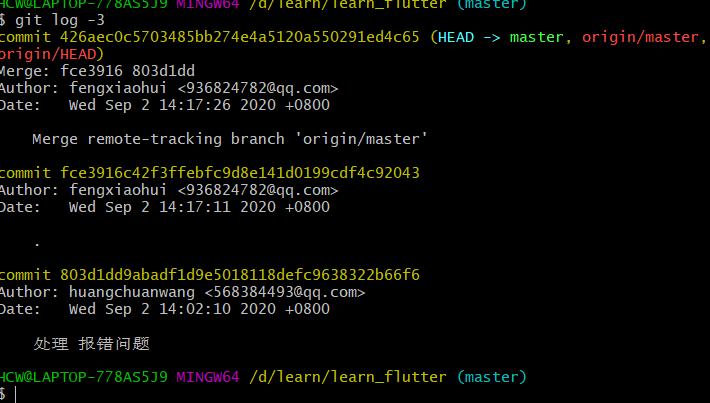 HCW@LAPTOP-778AS5J9 MINGW64 /d/learn/learn_flutter (master)
$ git log -3
commit 426aec0c5703485bb274e4a5120a550291ed4c65 (HEAD -> master, origin/master,
origin/HEAD)
Merge: fce3916 803d1dd
Author: fengxiaohui <936824782@qq.com>
Date:   Wed Sep 2 14:17:26 2020 +0800

    Merge remote-tracking branch 'origin/master'

commit fce3916c42f3ffebfc9d8e141d0199cdf4c92043
Author: fengxiaohui <936824782@qq.com>
Date:   Wed Sep 2 14:17:11 2020 +0800

    .

commit 803d1dd9abadf1d9e5018118defc9638322b66f6
Author: huangchuanwang <568384493@qq.com>
Date:   Wed Sep 2 14:02:10 2020 +0800

    处理 报错问题

HCW@LAPTOP-778AS5J9 MINGW64 /d/learn/learn_flutter (master)
$